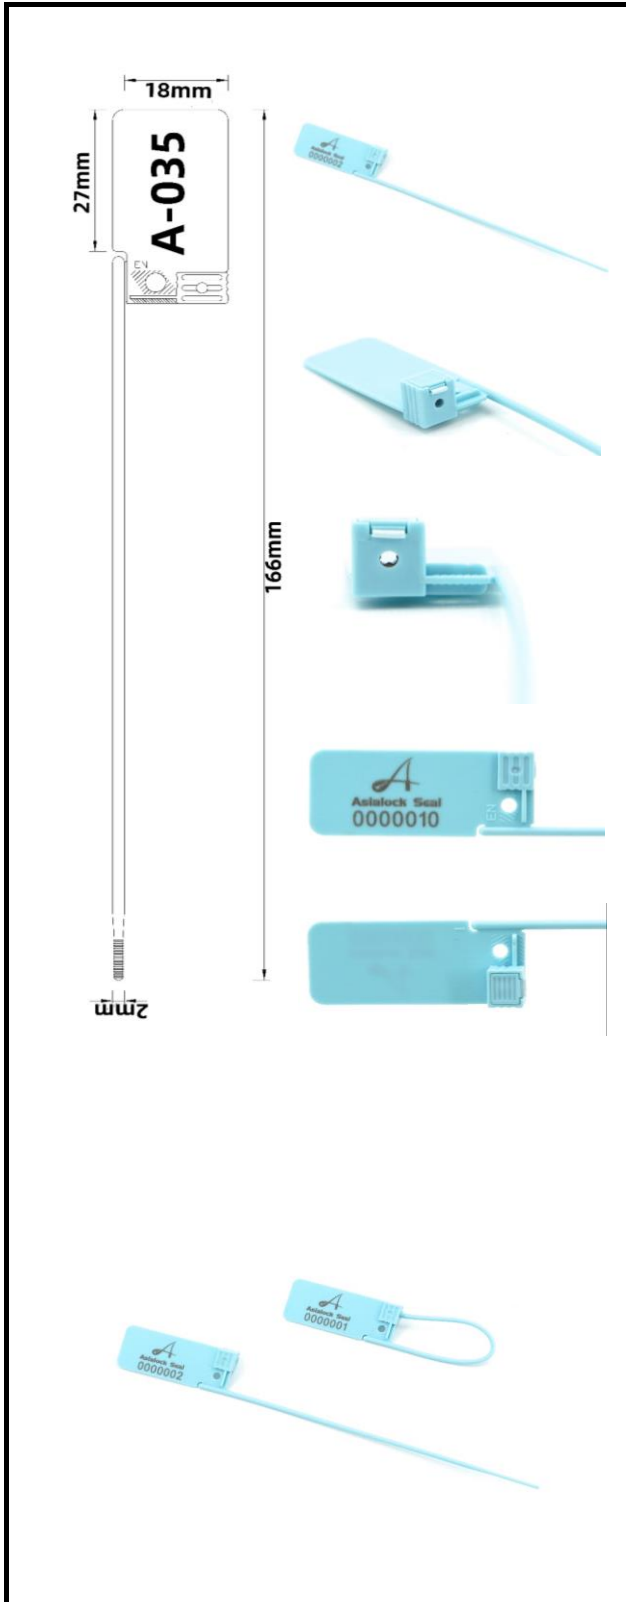 18mm
27mm
A-035
EN
166mm
2mm
Asialock Seal
0000002
Asialock Seal
0000010
EN
Asialock Seal
0000001
Asialock Seal
0000002